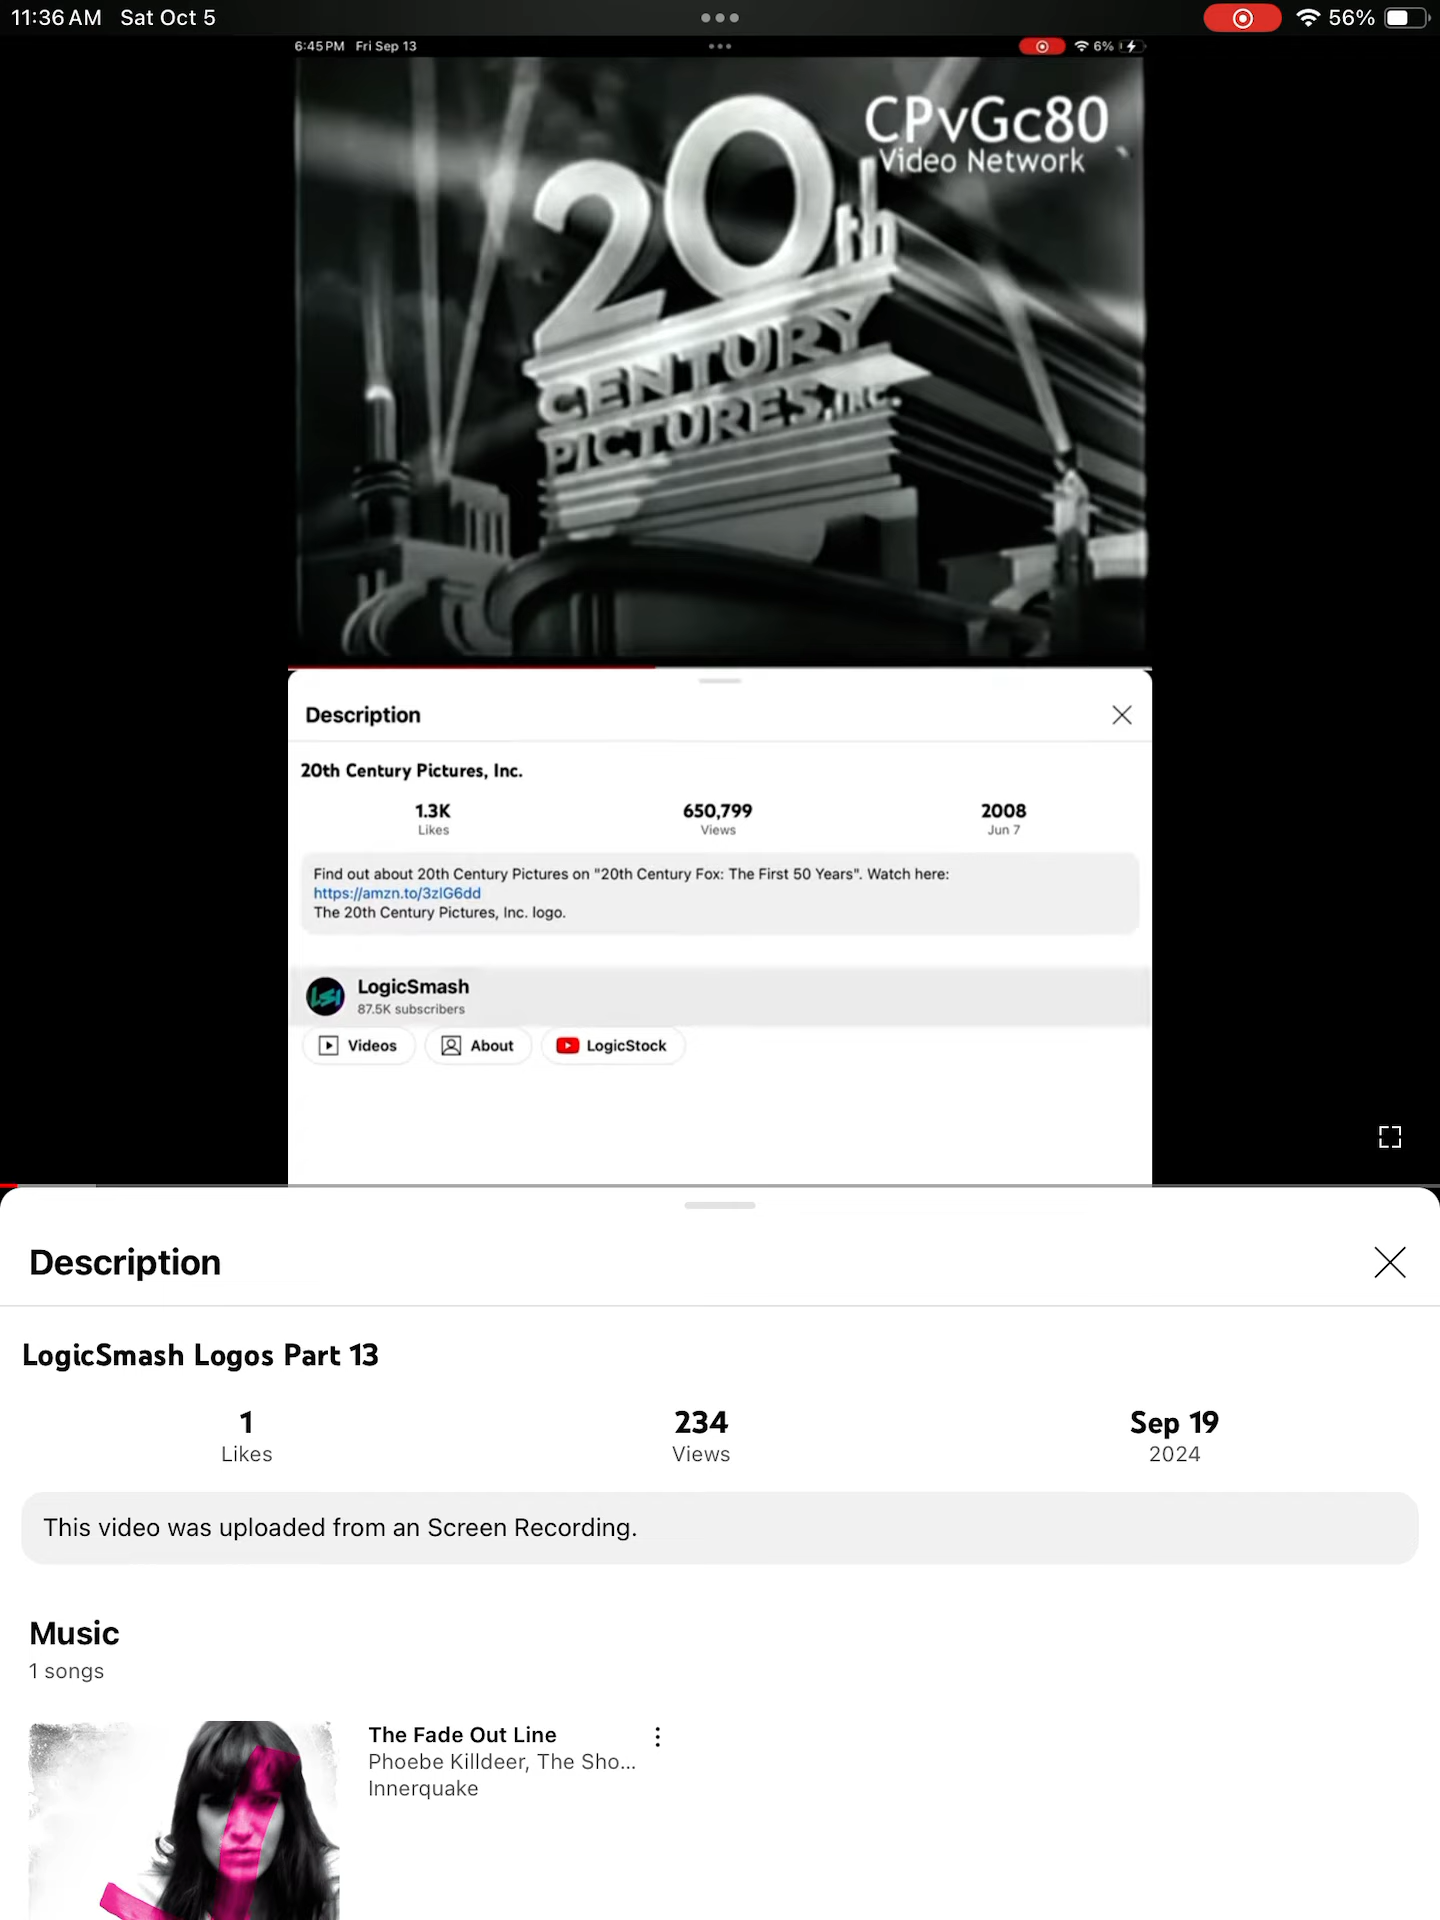 11:36 AM Sat Oct 5
56%
6:45 PM Fri Sep 13
6%
CPvGc80
Video Network
20th
CENTURY
PICTURES, Inc.
Description
20th Century Pictures, Inc.
1.3K 650,799 2008
Likes Views Jun 7
Find out about 20th Century Pictures on "20th Century Fox: The First 50 Years". Watch here:
https://amzn.to/3zlG6dd
The 20th Century Pictures, Inc. logo.
LSI
LogicSmash
87.5K subscribers
Videos About LogicStock
Description
LogicSmash Logos Part 13
1 234 Sep 19
Likes Views 2024
This video was uploaded from an Screen Recording.
Music
1 songs
The Fade Out Line
Phoebe Killdeer, The Sho...
Innerquake